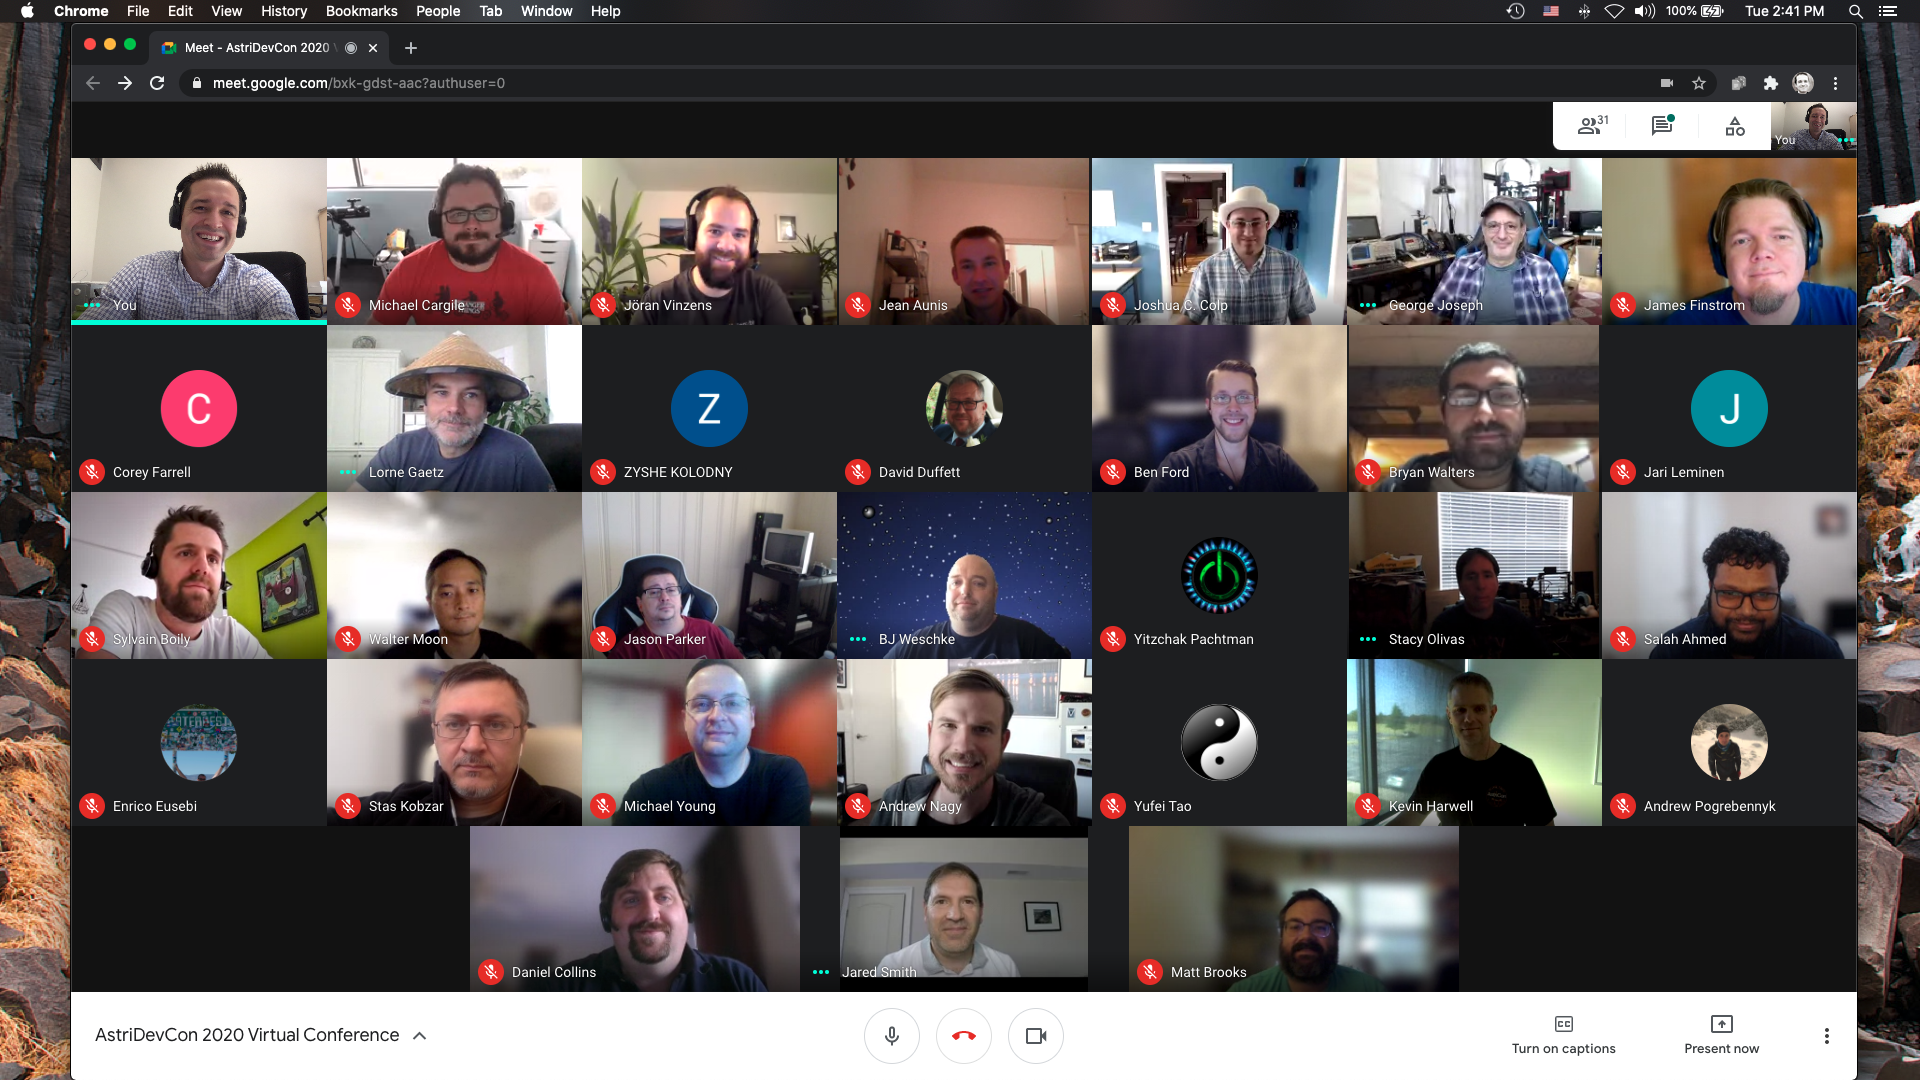 Chrome File Edit View History Bookmarks People Tab Window Help
100% Tue 2:41 PM
Meet - AstriDevCon 2020
meet.google.com/bxk-gdst-aac?authuser=0
31
You
You
Michael Cargile
Jöran Vinzens
Jean Aunis
Joshua C. Colp
George Joseph
James Finstrom
C
Corey Farrell
Lorne Gaetz
Z
ZYSHE KOLODNY
David Duffett
Ben Ford
Bryan Walters
J
Jari Leminen
Sylvain Boily
Walter Moon
Jason Parker
BJ Weschke
Yitzchak Pachtman
Stacy Olivas
Salah Ahmed
Enrico Eusebi
Stas Kobzar
Michael Young
Andrew Nagy
Yufei Tao
Kevin Harwell
Andrew Pogrebennyk
Daniel Collins
Jared Smith
Matt Brooks
AstriDevCon 2020 Virtual Conference
CC
Turn on captions
Present now